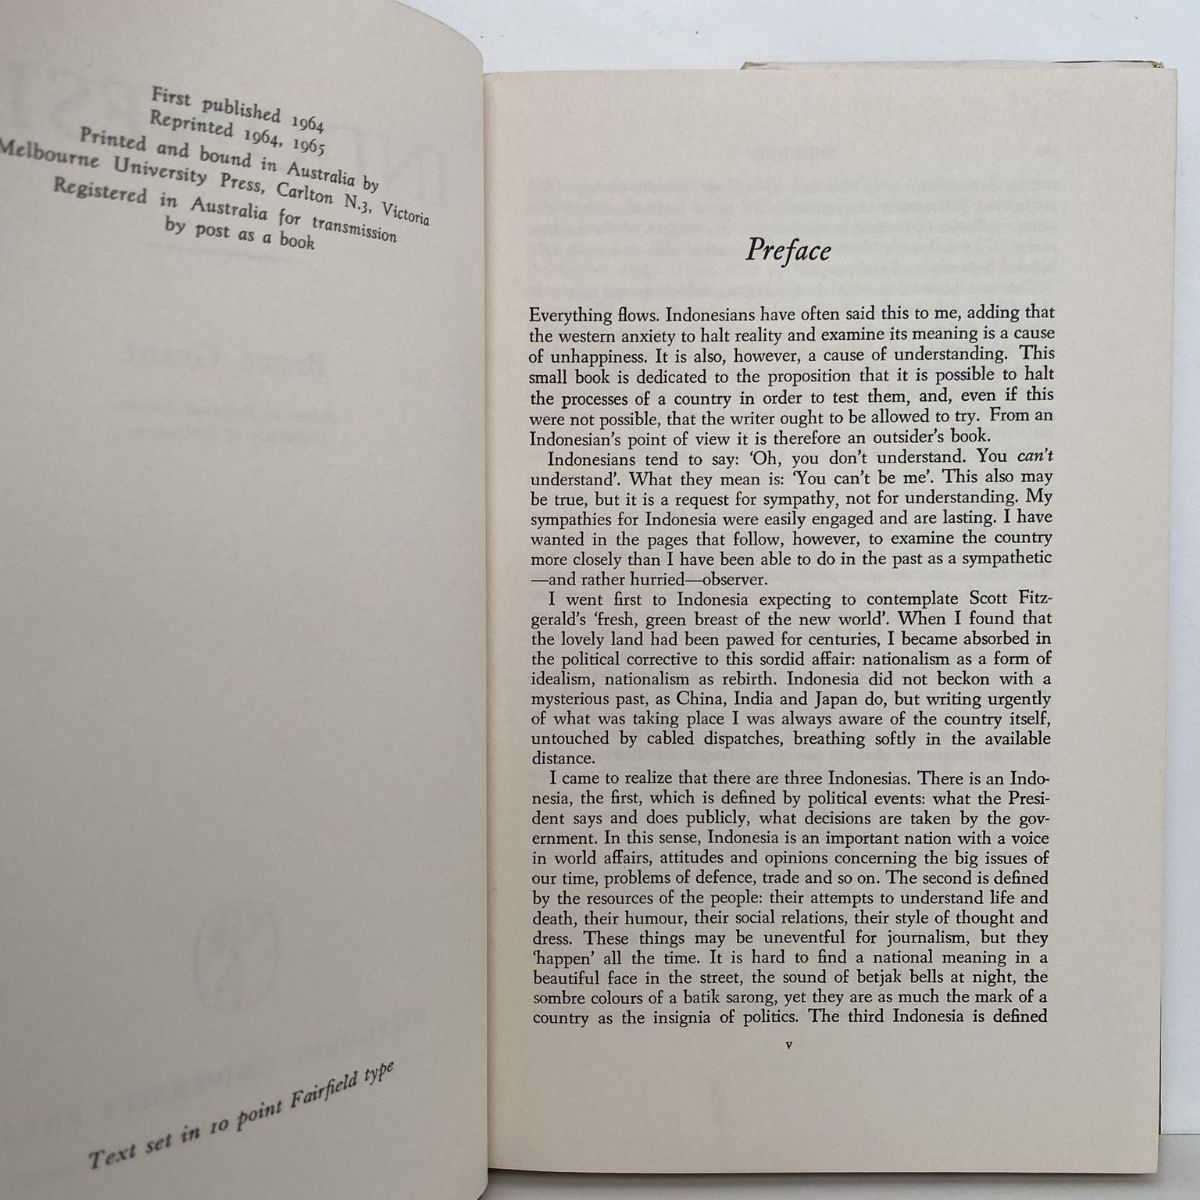 First published 1964
Reprinted 1964, 1965
Printed and bound in Australia by
Melbourne University Press, Carlton N.3, Victoria
Registered in Australia for transmission
by post as a book
Text set in 10 point Fairfield type
Preface
Everything flows. Indonesians have often said this to me, adding that
the western anxiety to halt reality and examine its meaning is a cause
of unhappiness. It is also, however, a cause of understanding. This
small book is dedicated to the proposition that it is possible to halt
the processes of a country in order to test them, and, even if this
were not possible, that the writer ought to be allowed to try. From an
Indonesian's point of view it is therefore an outsider's book.
Indonesians tend to say: 'Oh, you don't understand. You can't
understand'. What they mean is: 'You can't be me'. This also may
be true, but it is a request for sympathy, not for understanding. My
sympathies for Indonesia were easily engaged and are lasting. I have
wanted in the pages that follow, however, to examine the country
more closely than I have been able to do in the past as a sympathetic
—and rather hurried—observer.
I went first to Indonesia expecting to contemplate Scott Fitz-
gerald's 'fresh, green breast of the new world'. When I found that
the lovely land had been pawed for centuries, I became absorbed in
the political corrective to this sordid affair: nationalism as a form of
idealism, nationalism as rebirth. Indonesia did not beckon with a
mysterious past, as China, India and Japan do, but writing urgently
of what was taking place I was always aware of the country itself,
untouched by cabled dispatches, breathing softly in the available
distance.
I came to realize that there are three Indonesias. There is an Indo-
nesia, the first, which is defined by political events: what the Presi-
dent says and does publicly, what decisions are taken by the gov-
ernment. In this sense, Indonesia is an important nation with a voice
in world affairs, attitudes and opinions concerning the big issues of
our time, problems of defence, trade and so on. The second is defined
by the resources of the people: their attempts to understand life and
death, their humour, their social relations, their style of thought and
dress. These things may be uneventful for journalism, but they
'happen' all the time. It is hard to find a national meaning in a
beautiful face in the street, the sound of betjak bells at night, the
sombre colours of a batik sarong, yet they are as much the mark of a
country as the insignia of politics. The third Indonesia is defined
v